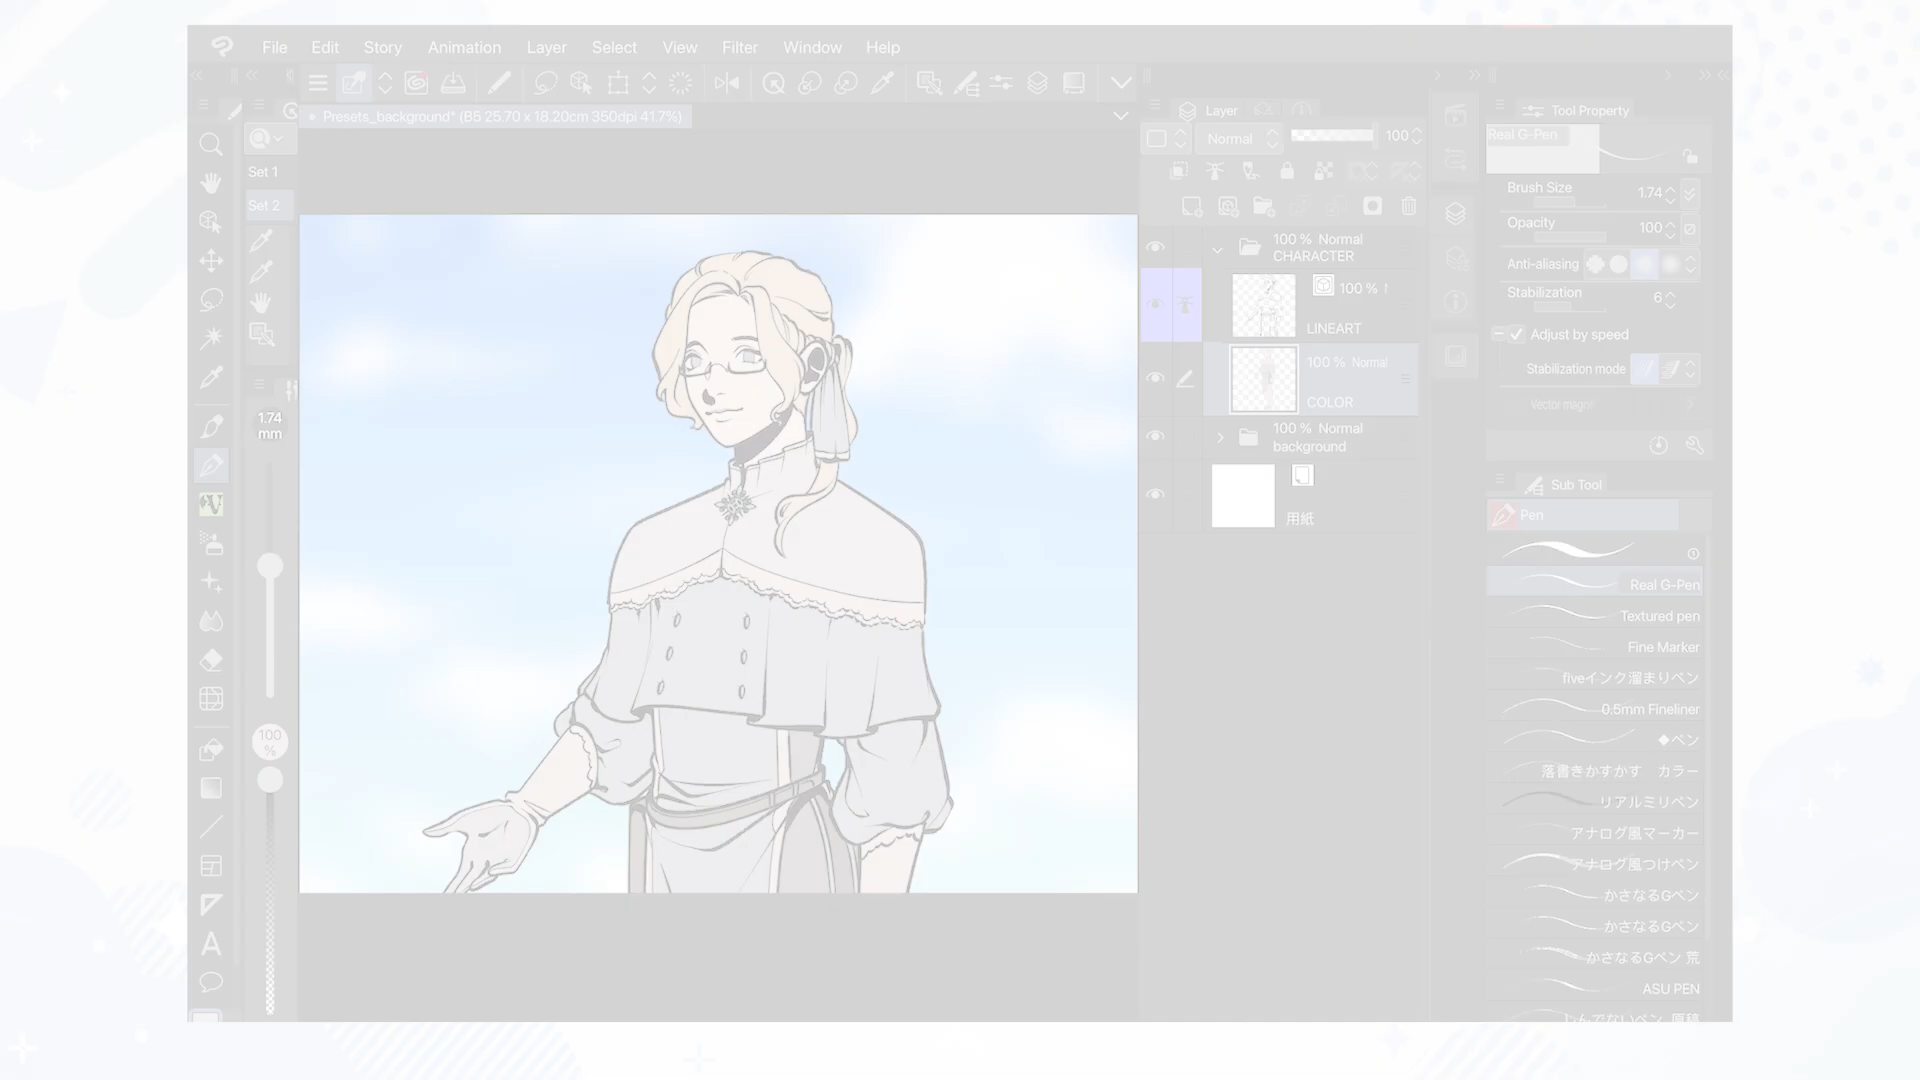 File Edit Story Animation Layer Select View Filter Window Help
Presets_background* (B5 25.70 x 18.20cm 350dpi 41.7%)
Set 1
Set 2
1.74
mm
100
%
Layer
Normal 100
100 % Normal
CHARACTER
100 %
LINEART
100 % Normal
COLOR
100 % Normal
background
用紙
Tool Property
Real G-Pen
Brush Size 1.74
Opacity 100
Anti-aliasing
Stabilization 6
Adjust by speed
Stabilization mode
Vector magne
Sub Tool
Pen
Real G-Pen
Textured pen
Fine Marker
fiveインク溜まりペン
0.5mm Fineliner
◆ペン
落書きかすかす カラー
リアルミリペン
アナログ風マーカー
アナログ風つけペン
かさなるGペン
かさなるGペン
かさなるGペン 荒
ASU PEN